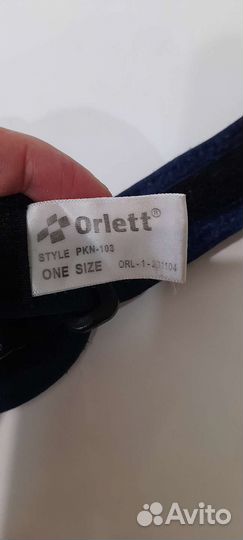 Orlett®
STYLE PKN-103
ONE SIZE ORL-1-
Avito